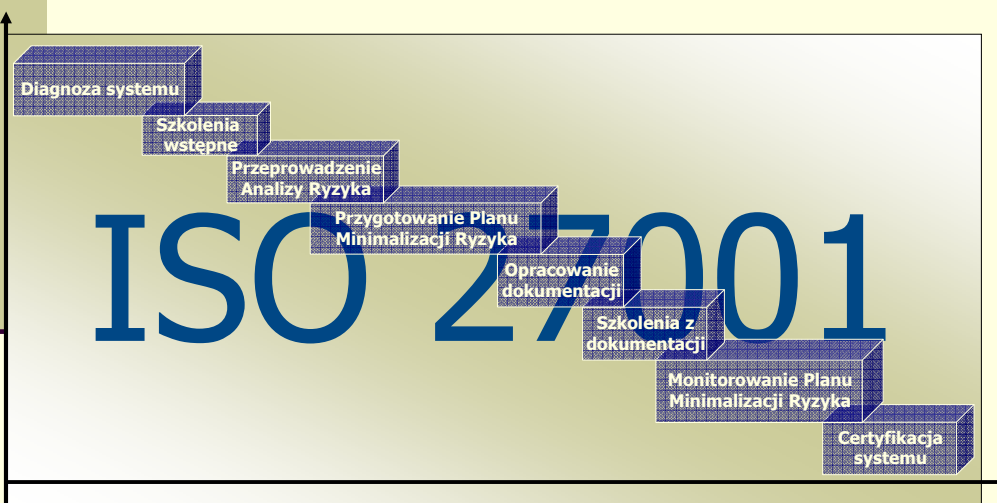 Diagnoza systemu
Szkolenia
wstępne
Przeprowadzenie
Analizy Ryzyka
Przygotowanie Planu
Minimalizacji Ryzyka
ISO 27001
Opracowanie
dokumentacji
Szkolenia z
dokumentacji
Monitorowanie Planu
Minimalizacji Ryzyka
Certyfikacja
systemu